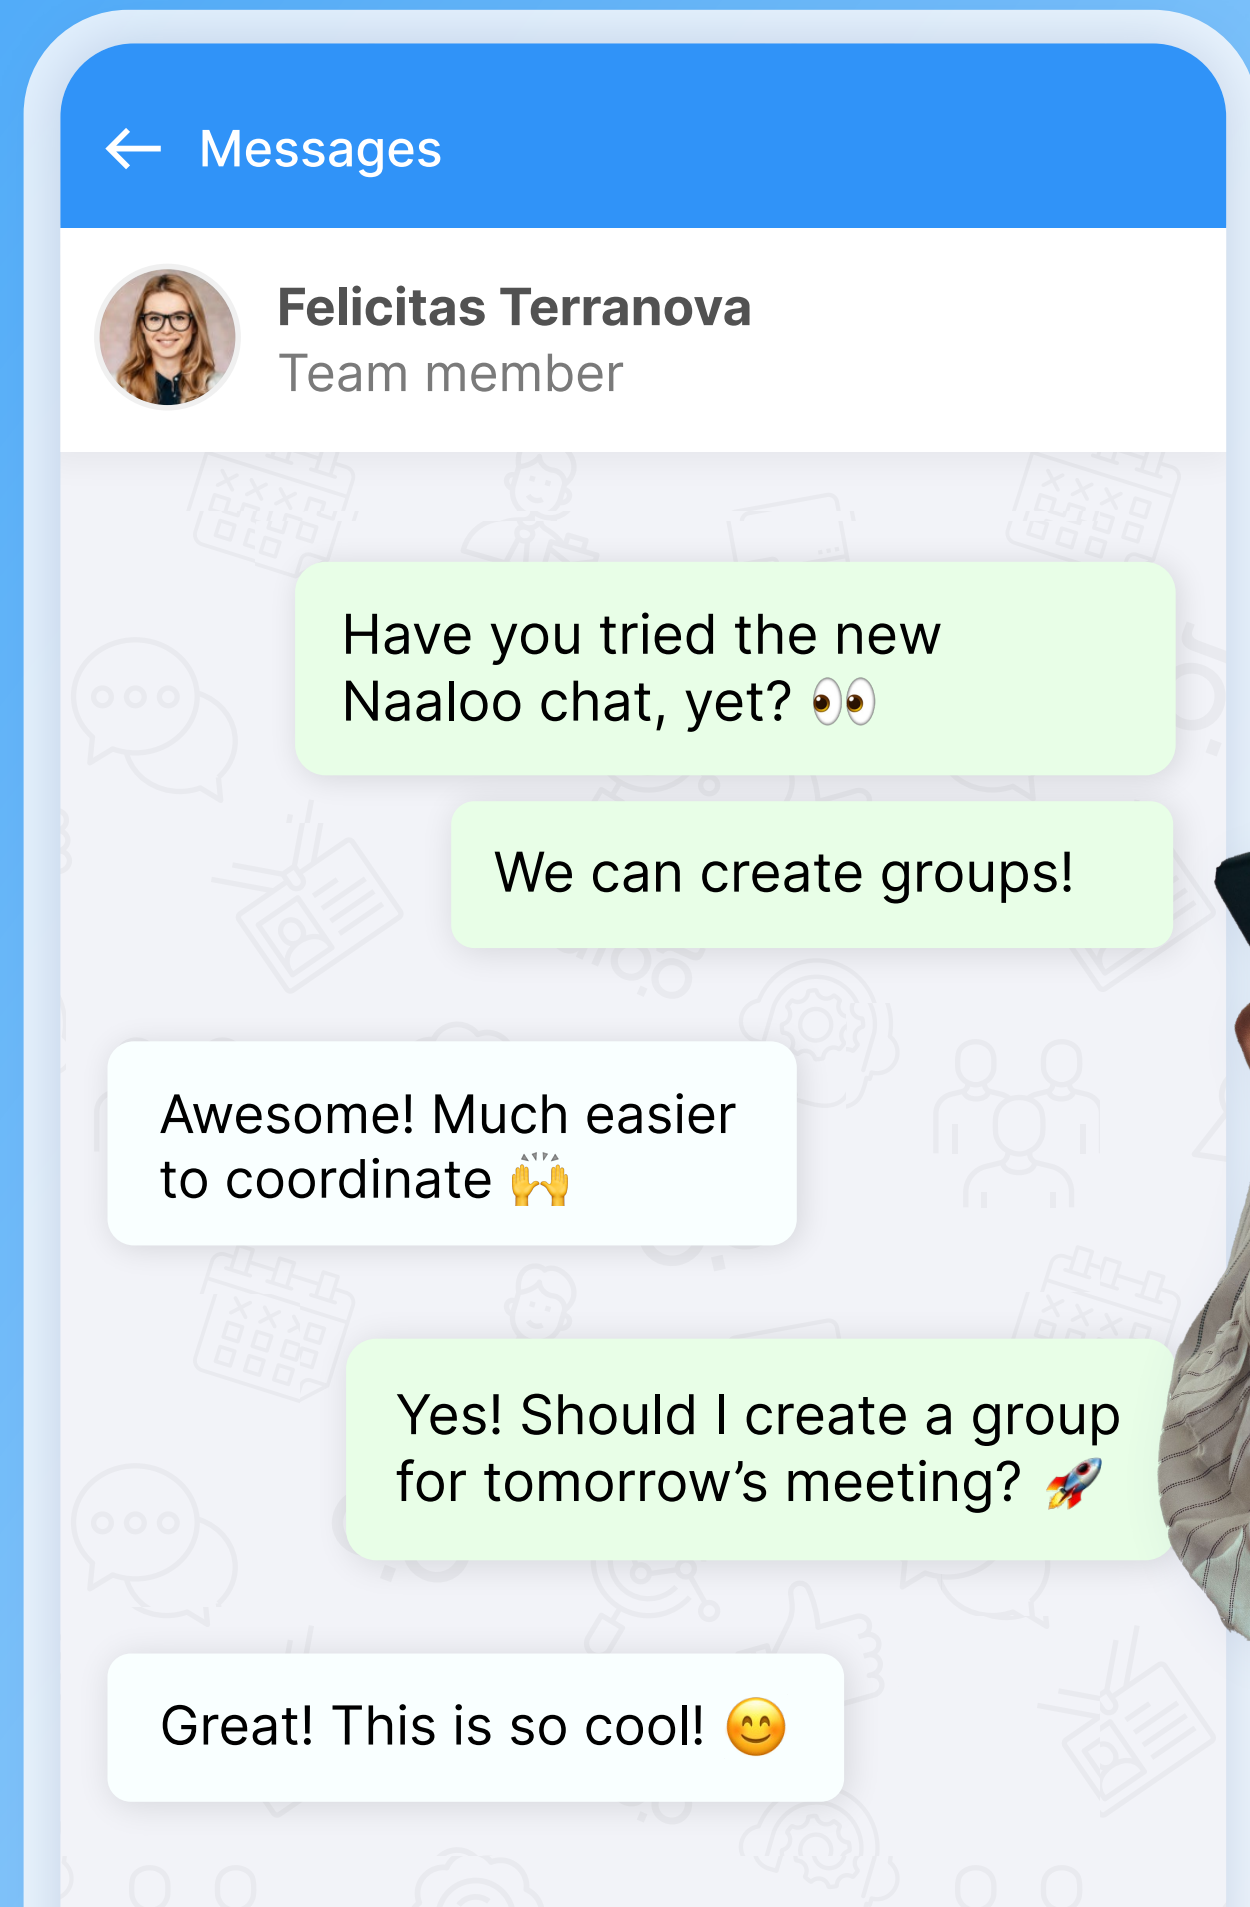 Messages
Felicitas Terranova
Team member
Have you tried the new
Naaloo chat, yet? 👀
We can create groups!
Awesome! Much easier
to coordinate 🙌
Yes! Should I create a group
for tomorrow’s meeting? 🚀
Great! This is so cool! 😊